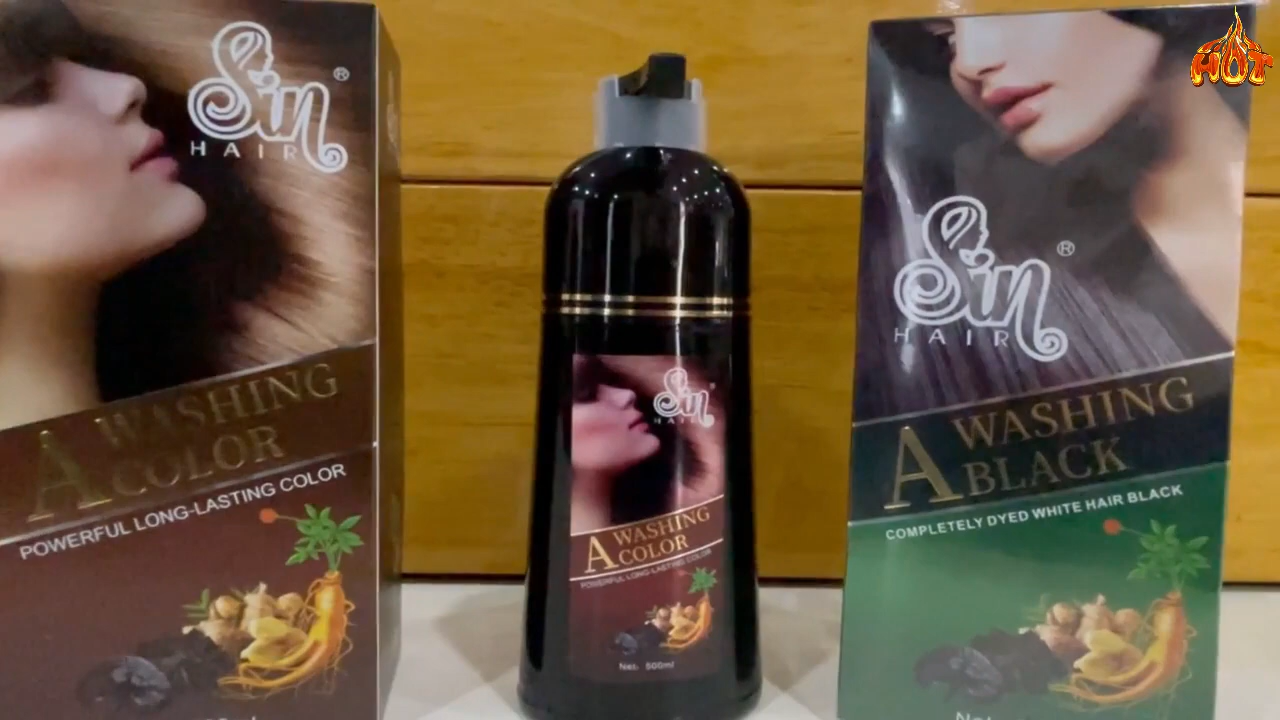 Sin®
HAIR
A WASHING
COLOR
POWERFUL LONG-LASTING COLOR
Sin
HAIR
A WASHING
COLOR
POWERFUL LONG-LASTING COLOR
Net. 500ml
HOT
Sin®
HAIR
A WASHING
BLACK
COMPLETELY DYED WHITE HAIR BLACK